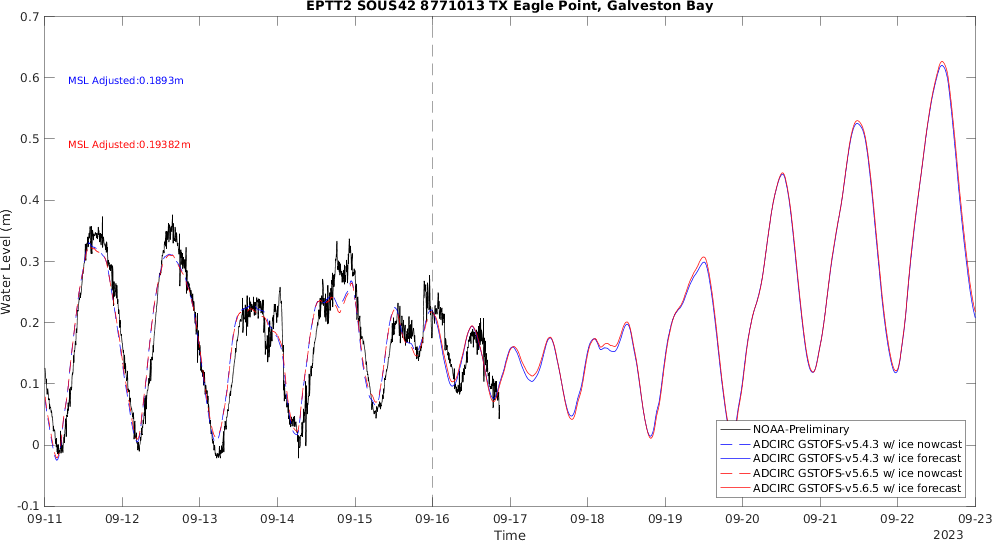 EPTT2 SOUS42 8771013 TX Eagle Point, Galveston Bay
0.7
0.6
0.5
0.4
0.3
0.2
0.1
0
-0.1
Water Level (m)
MSL Adjusted:0.1893m
MSL Adjusted:0.19382m
NOAA-Preliminary
ADCIRC GSTOFS-v5.4.3 w/ ice nowcast
ADCIRC GSTOFS-v5.4.3 w/ ice forecast
ADCIRC GSTOFS-v5.6.5 w/ ice nowcast
ADCIRC GSTOFS-v5.6.5 w/ ice forecast
09-11 09-12 09-13 09-14 09-15 09-16 09-17 09-18 09-19 09-20 09-21 09-22 09-23
Time
2023